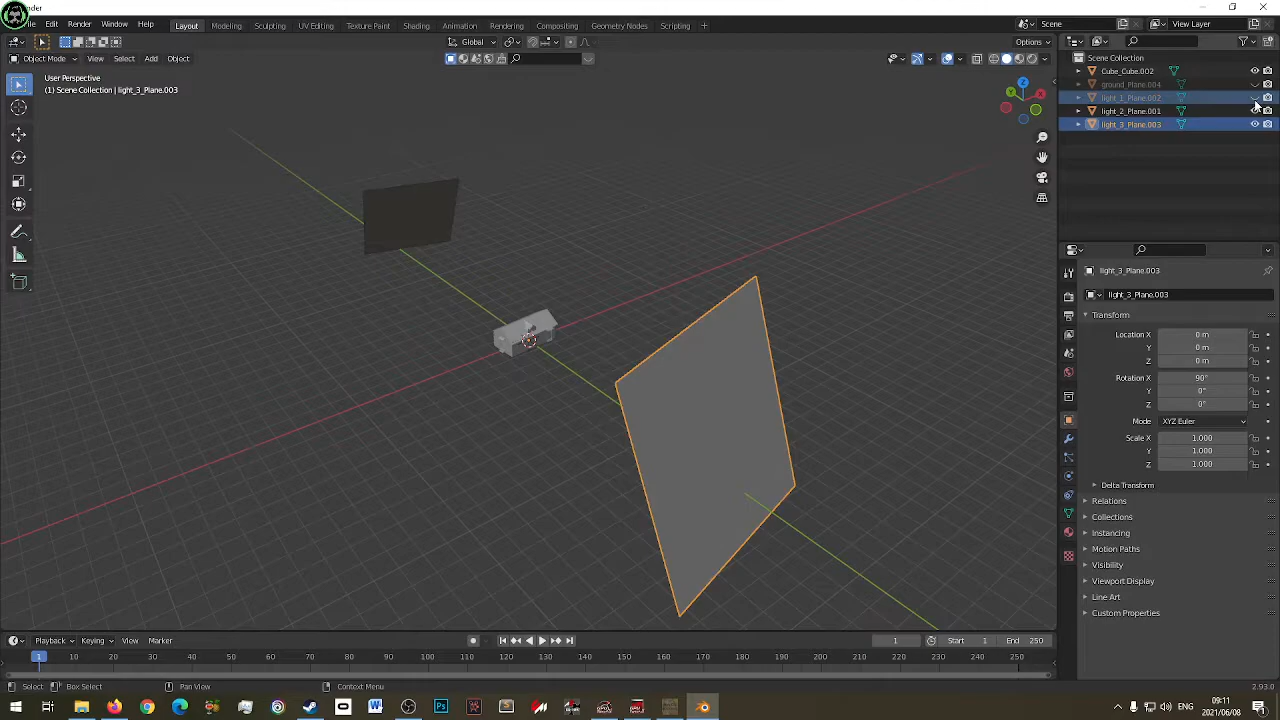 der
File Edit Render Window Help Layout Modeling Sculpting UV Editing Texture Paint Shading Animation Rendering Compositing Geometry Nodes Scripting + Scene View Layer
Global Options
Object Mode View Select Add Object
User Perspective
(1) Scene Collection | light_3_Plane.003
Scene Collection
Cube_Cube.002
ground_Plane.004
light_1_Plane.002
light_2_Plane.001
light_3_Plane.003
light_3_Plane.003
light_3_Plane.003
Transform
Location X 0 m
Y 0 m
Z 0 m
Rotation X 90°
Y 0°
Z 0°
Mode XYZ Euler
Scale X 1.000
Y 1.000
Z 1.000
Delta Transform
Relations
Collections
Instancing
Motion Paths
Visibility
Viewport Display
Line Art
Custom Properties
Playback Keying View Marker 1 Start 1 End 250
1 10 20 30 40 50 60 70 80 90 100 110 120 130 140 150 160 170 180 190 200 210 220 230 240 250
Select Box Select Pan View Context Menu 2.93.0
09:11
2021/06/08